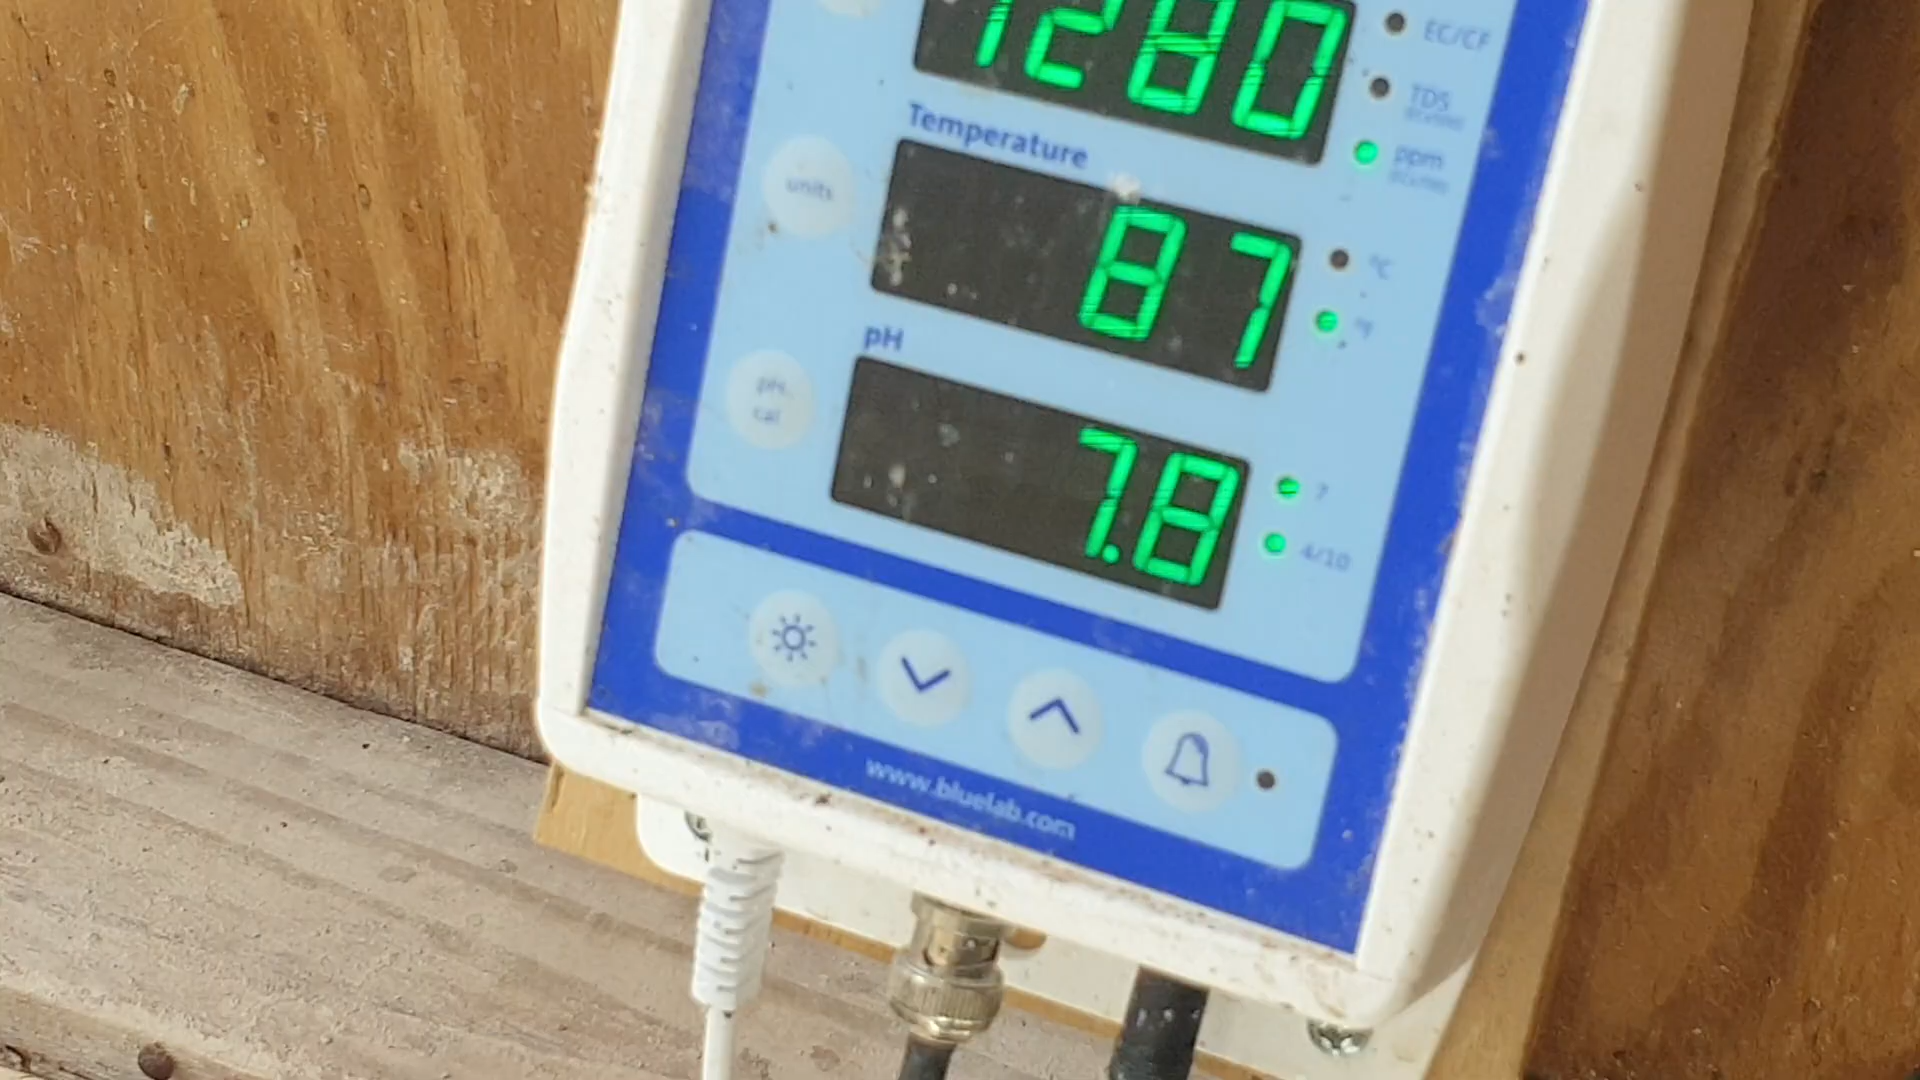 1280
EC/CF
TDS
ppm
Temperature
units
87
°C
°F
pH
pH
cal
7.8
7
4/10
www.bluelab.com